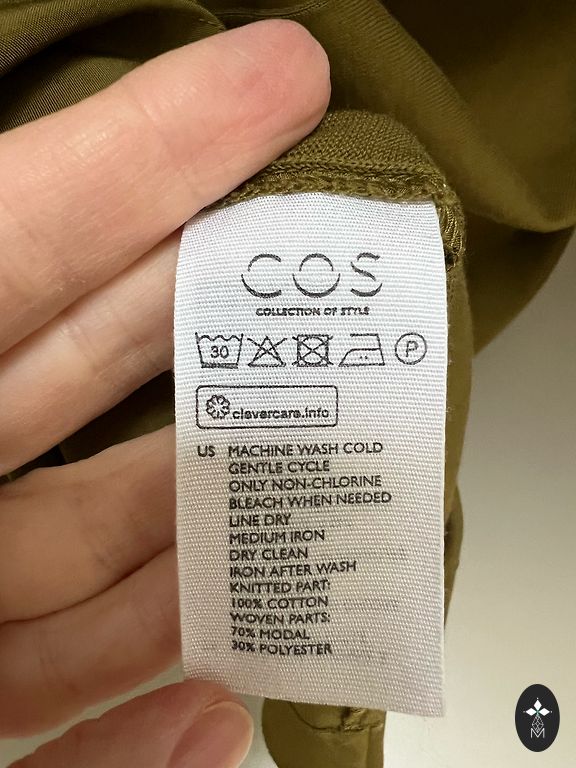 COS
COLLECTION OF STYLE
30 P
clevercare.info
US MACHINE WASH COLD
GENTLE CYCLE
ONLY NON-CHLORINE
BLEACH WHEN NEEDED
LINE DRY
MEDIUM IRON
DRY CLEAN
IRON AFTER WASH
KNITTED PART:
100% COTTON
WOVEN PARTS:
70% MODAL
30% POLYESTER
M